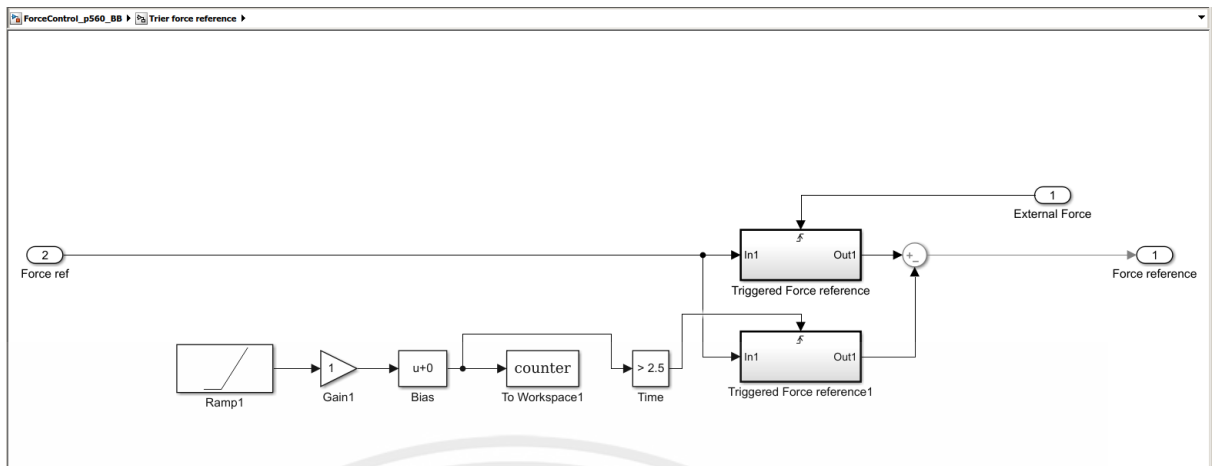 ForceControl_p560_BB Trier force reference
1
External Force
2
Force ref
In1 Out1
Triggered Force reference
+
_
1
Force reference
In1 Out1
Triggered Force reference1
Ramp1
1
Gain1
u+0
Bias
counter
To Workspace1
> 2.5
Time